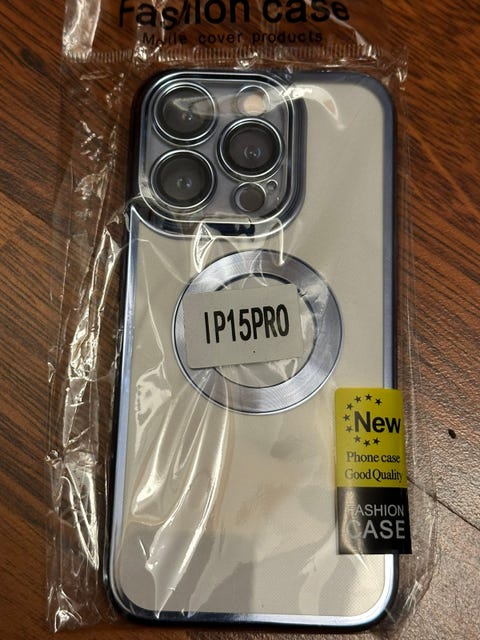 Fashion case
Mobile cover products
IP15PRO
New
Phone case
Good Quality
FASHION
CASE